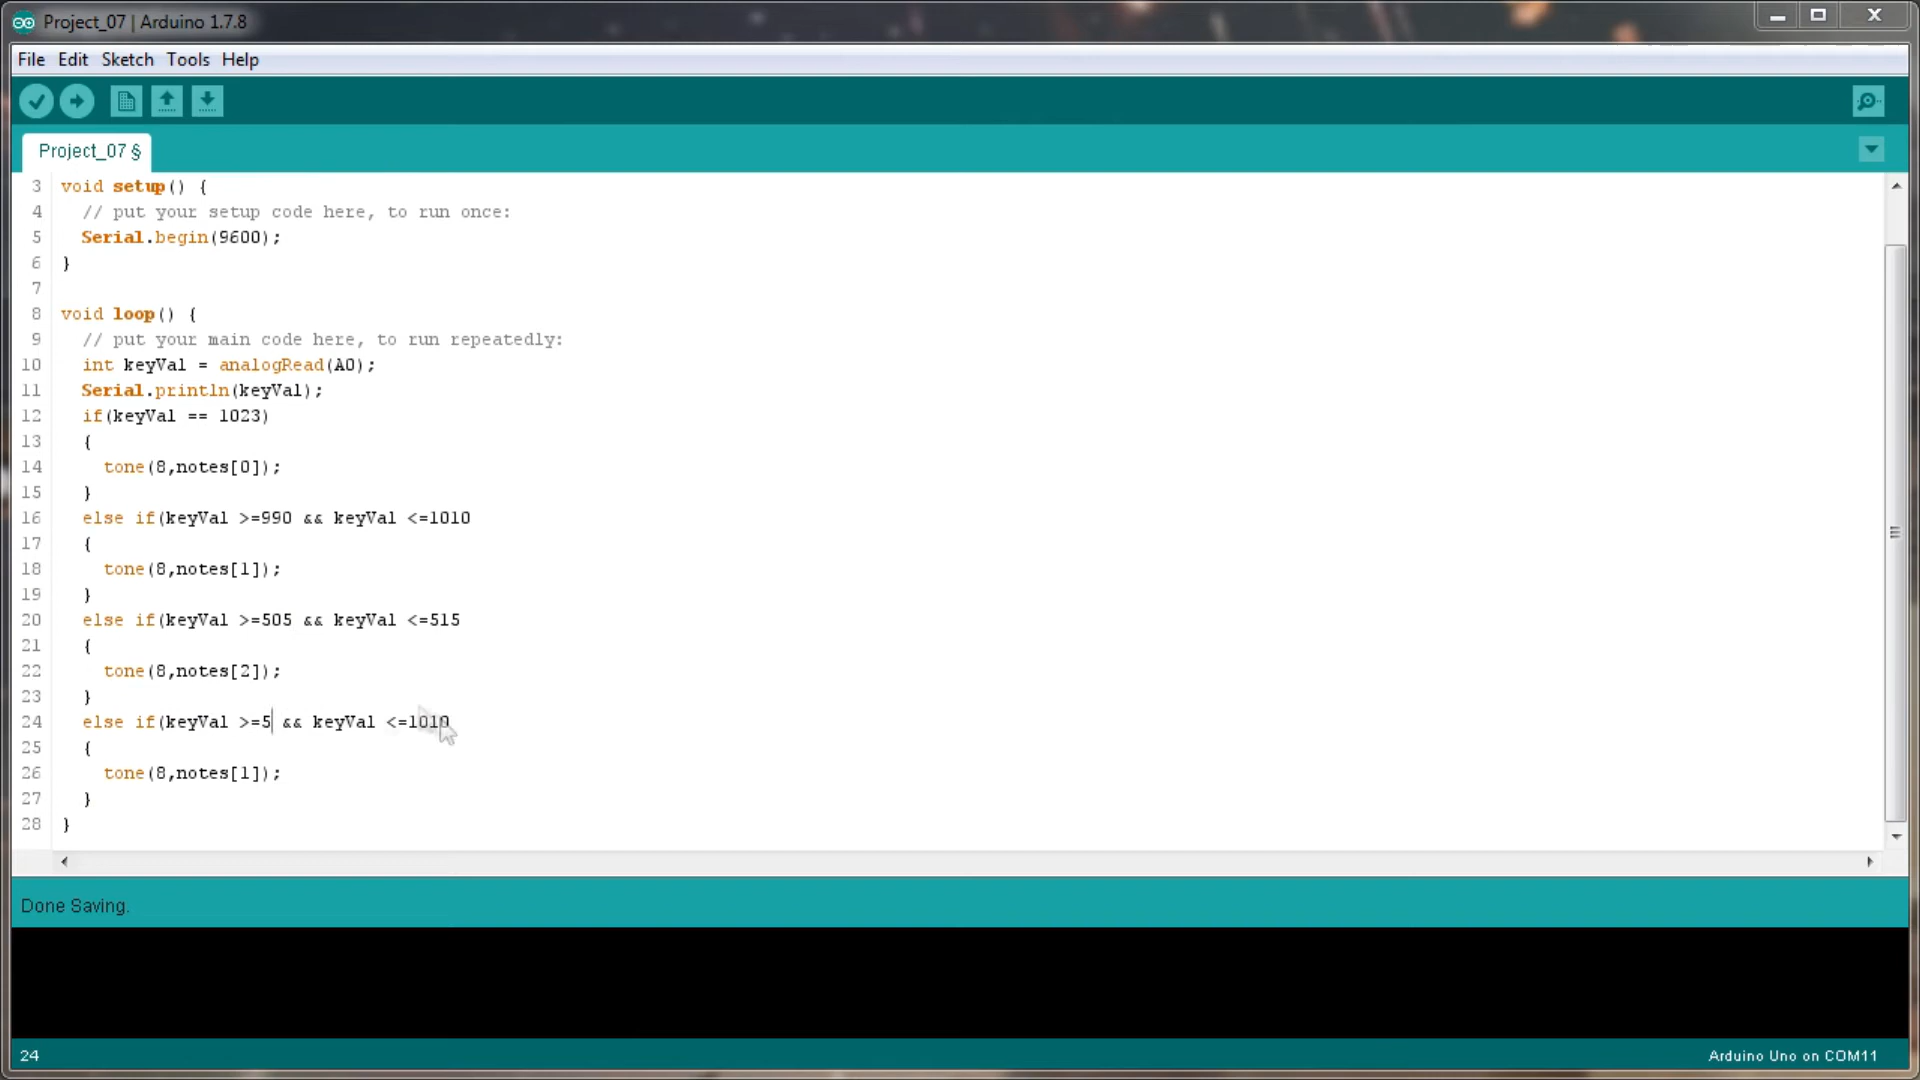 Project_07 | Arduino 1.7.8
File Edit Sketch Tools Help
Project_07 §
3 void setup() {
4 // put your setup code here, to run once:
5 Serial.begin(9600);
6 }
7
8 void loop() {
9 // put your main code here, to run repeatedly:
10 int keyVal = analogRead(A0);
11 Serial.println(keyVal);
12 if(keyVal == 1023)
13 {
14 tone(8,notes[0]);
15 }
16 else if(keyVal >=990 && keyVal <=1010
17 {
18 tone(8,notes[1]);
19 }
20 else if(keyVal >=505 && keyVal <=515
21 {
22 tone(8,notes[2]);
23 }
24 else if(keyVal >=5 && keyVal <=1010
25 {
26 tone(8,notes[1]);
27 }
28 }
Done Saving.
24 Arduino Uno on COM11